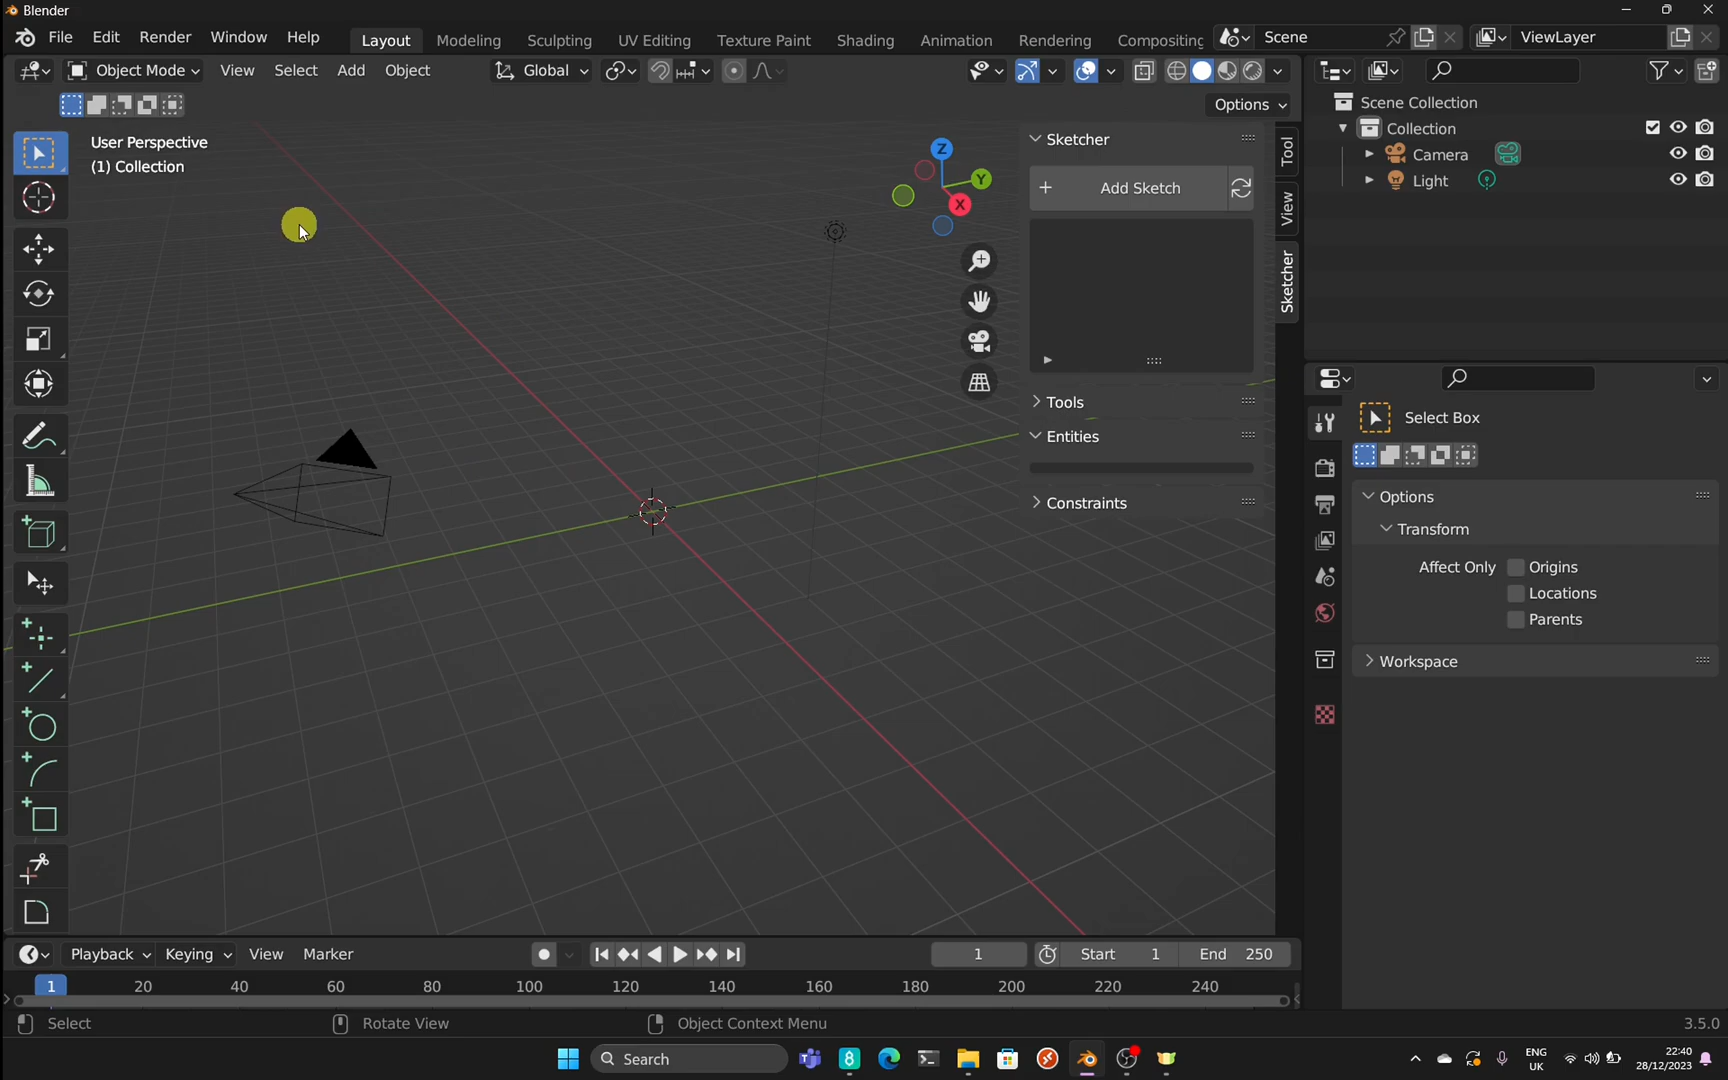 Blender
File Edit Render Window Help Layout Modeling Sculpting UV Editing Texture Paint Shading Animation Rendering Compositing Scene ViewLayer
Object Mode View Select Add Object Global
Options
User Perspective
(1) Collection
Z
Y
X
Sketcher
Add Sketch
Tools
Entities
Constraints
Tool
View
Sketcher
Scene Collection
Collection
Camera
Light
Select Box
Options
Transform
Affect Only Origins
Locations
Parents
Workspace
Playback Keying View Marker 1 Start 1 End 250
1 20 40 60 80 100 120 140 160 180 200 220 240
Select Rotate View Object Context Menu 3.5.0
Search
ENG
UK
22:40
28/12/2023